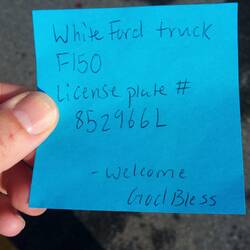 White Ford truck
F150
License plate #
852966L
- Welcome
God Bless